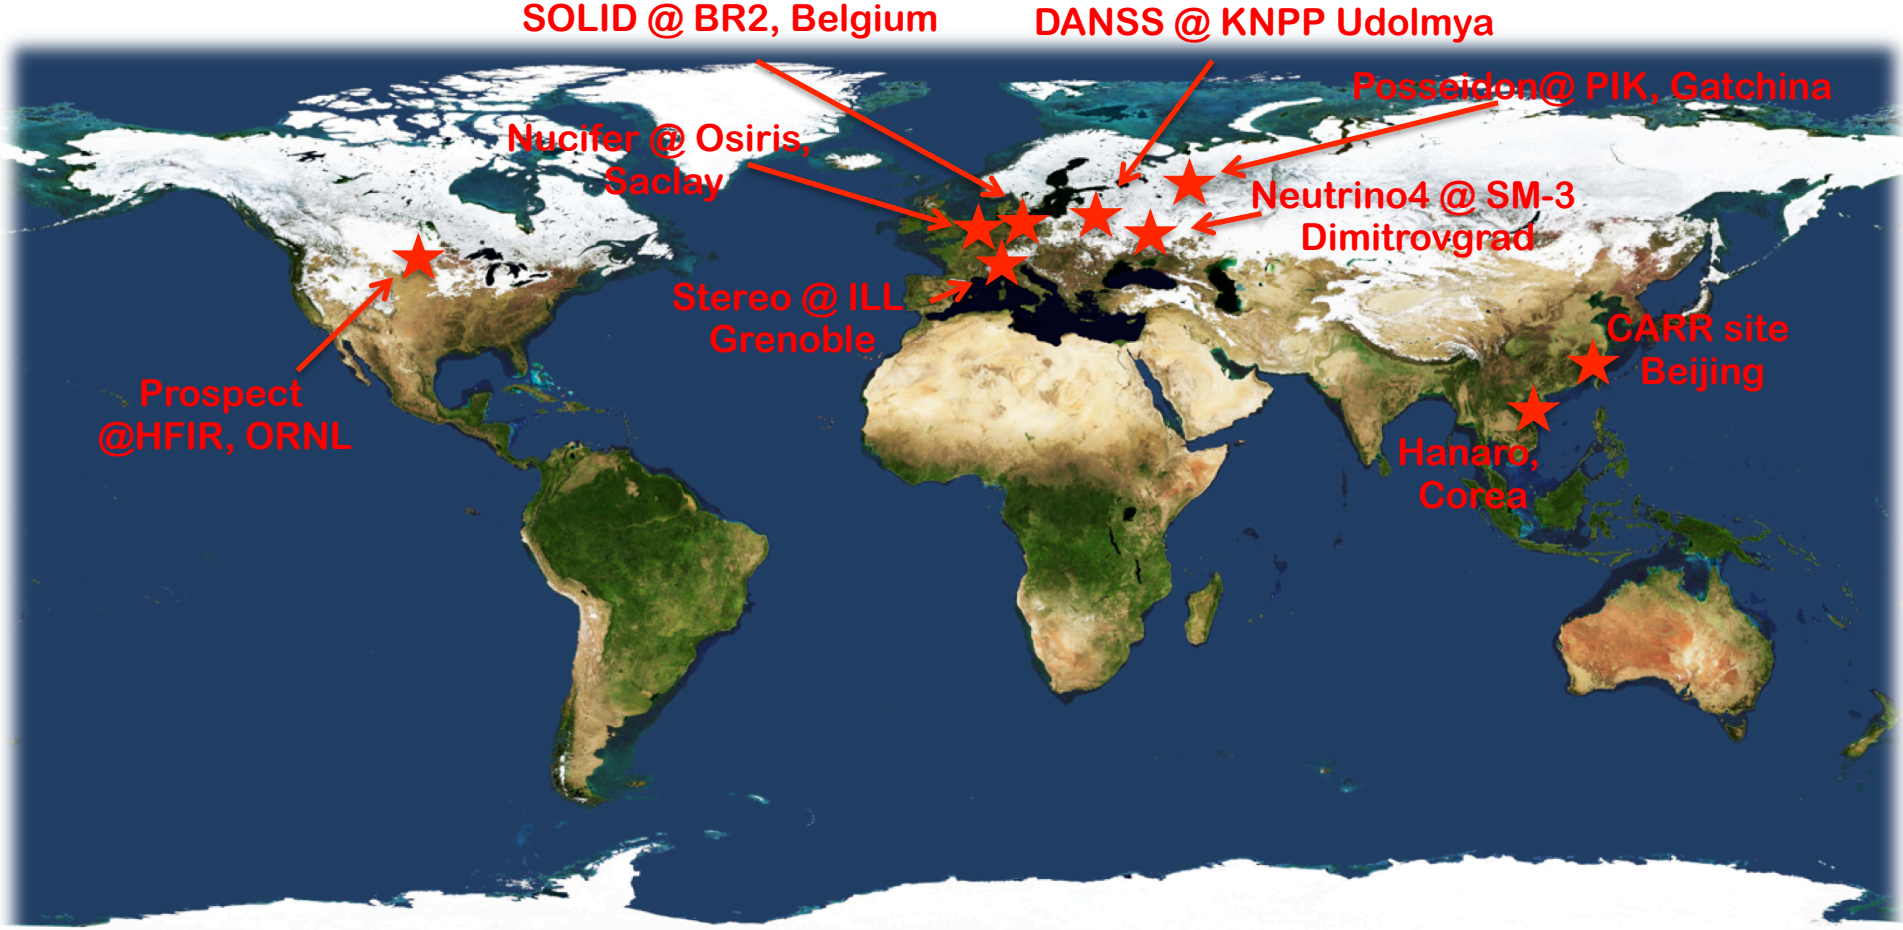 SOLID @ BR2, Belgium
DANSS @ KNPP Udolmya
Posseidon@ PIK, Gatchina
Nucifer @ Osiris,
Saclay
Neutrino4 @ SM-3
Dimitrovgrad
Stereo @ ILL
Grenoble
CARR site
Beijing
Prospect
@HFIR, ORNL
Hanaro,
Corea